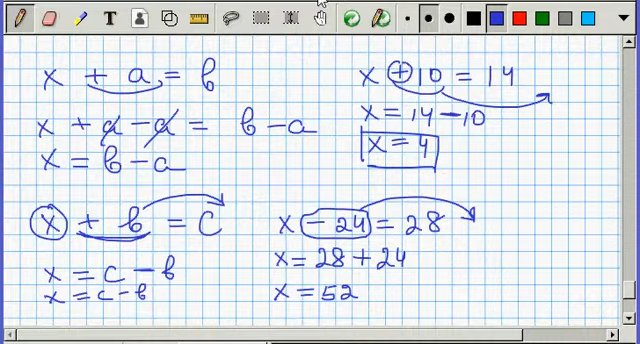 x + a = b
x + a - a = b - a
x = b - a
x + 10 = 14
x = 14 - 10
x = 4
x + b = c
x = c - b
x = c - b
x - 24 = 28
x = 28 + 24
x = 52